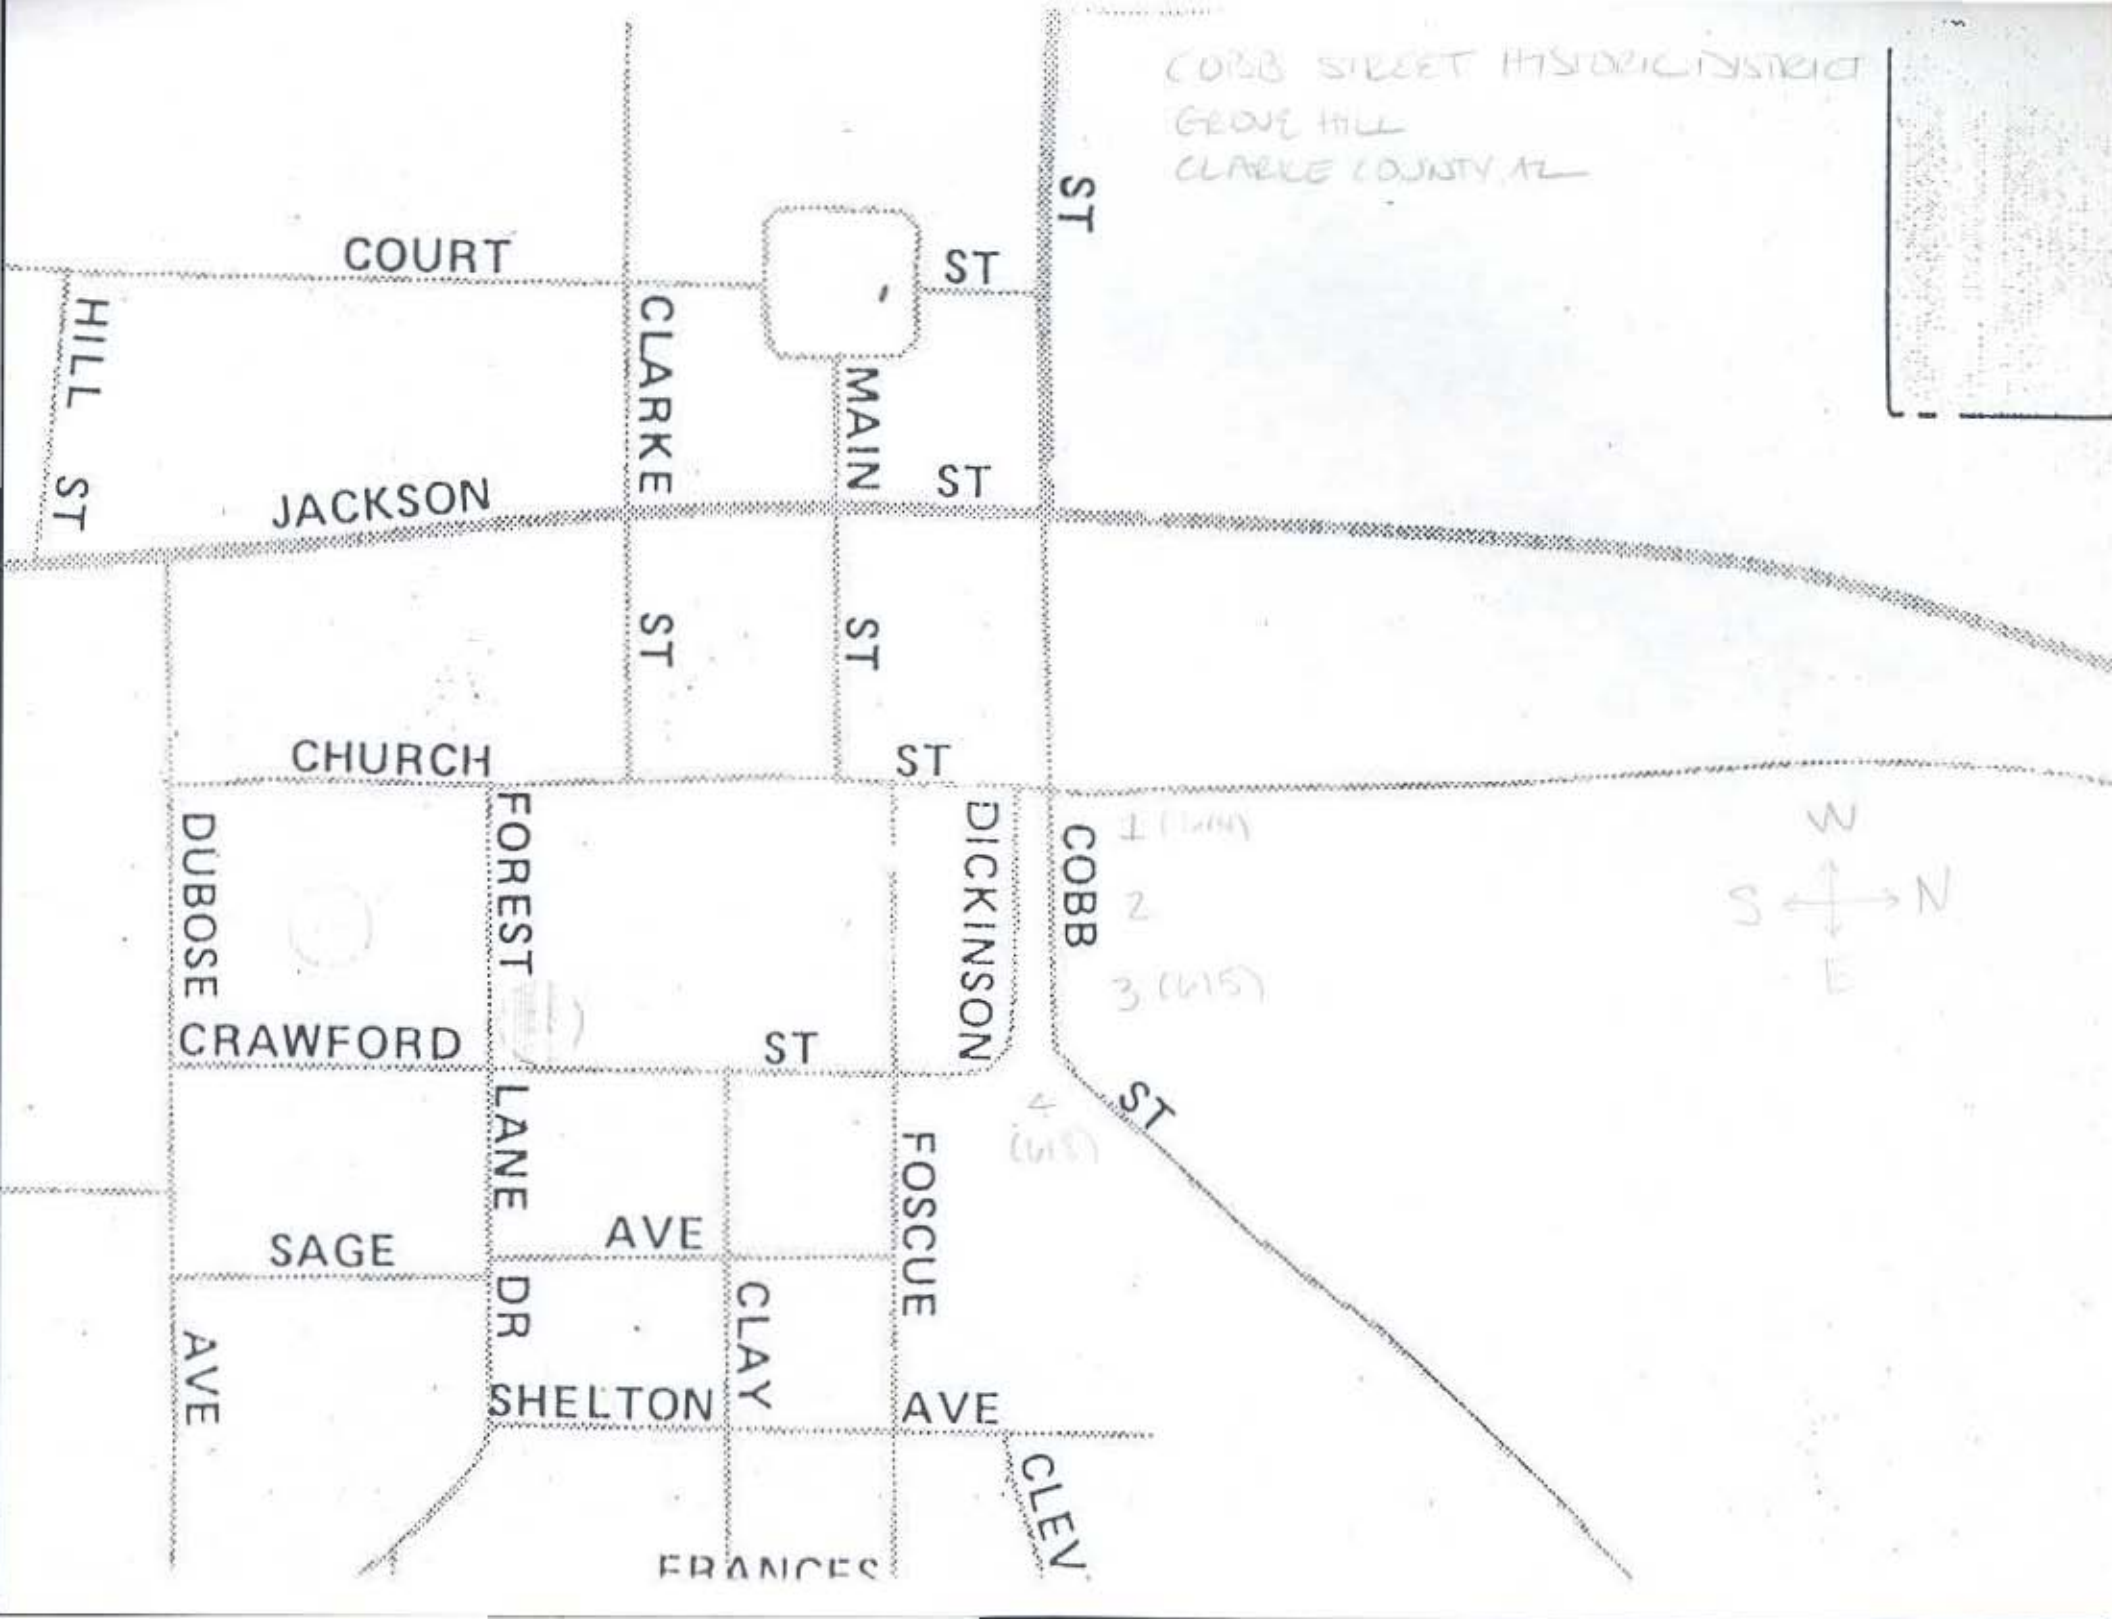 COBB STREET HISTORIC DISTRICT
GROVE HILL
CLARKE COUNTY, AL
ST
COURT ST
HILL ST
CLARKE ST
MAIN ST
JACKSON ST
CHURCH ST
DUBOSE AVE
FOREST LANE DR
DICKINSON
COBB ST
1
2
3 (615)
4
W
S N
E
CRAWFORD ST
FOSCUE
SAGE AVE
CLAY
SHELTON AVE
CLEV
FRANCES